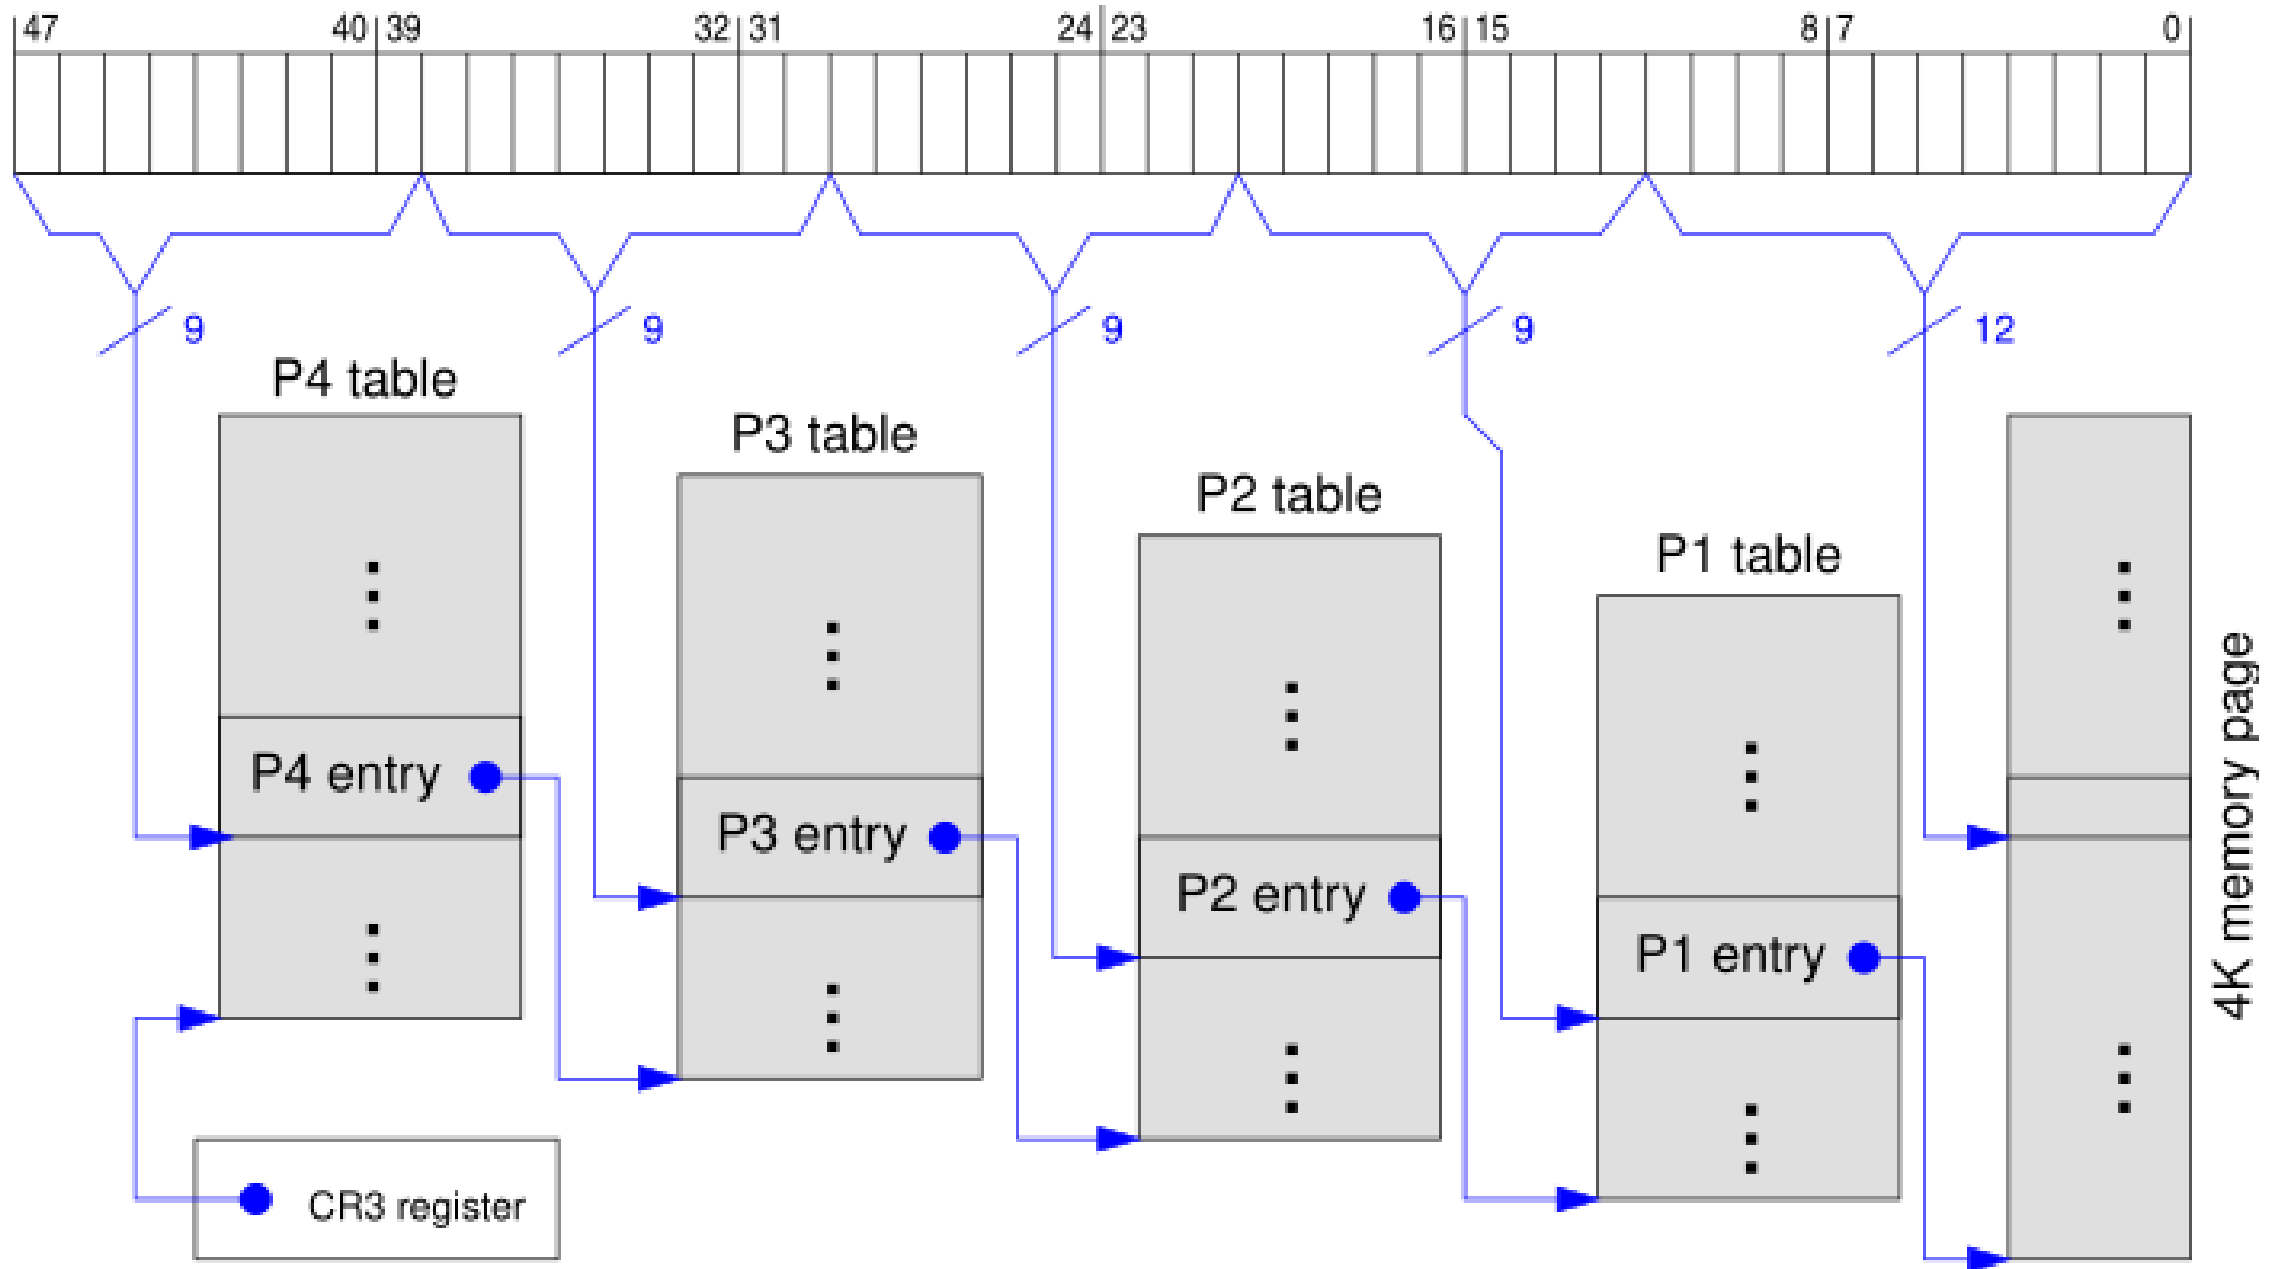 47 40 39 32 31 24 23 16 15 8 7 0
9 9 9 9 12
P4 table
P3 table
P2 table
P1 table
P4 entry
P3 entry
P2 entry
P1 entry
4K memory page
CR3 register